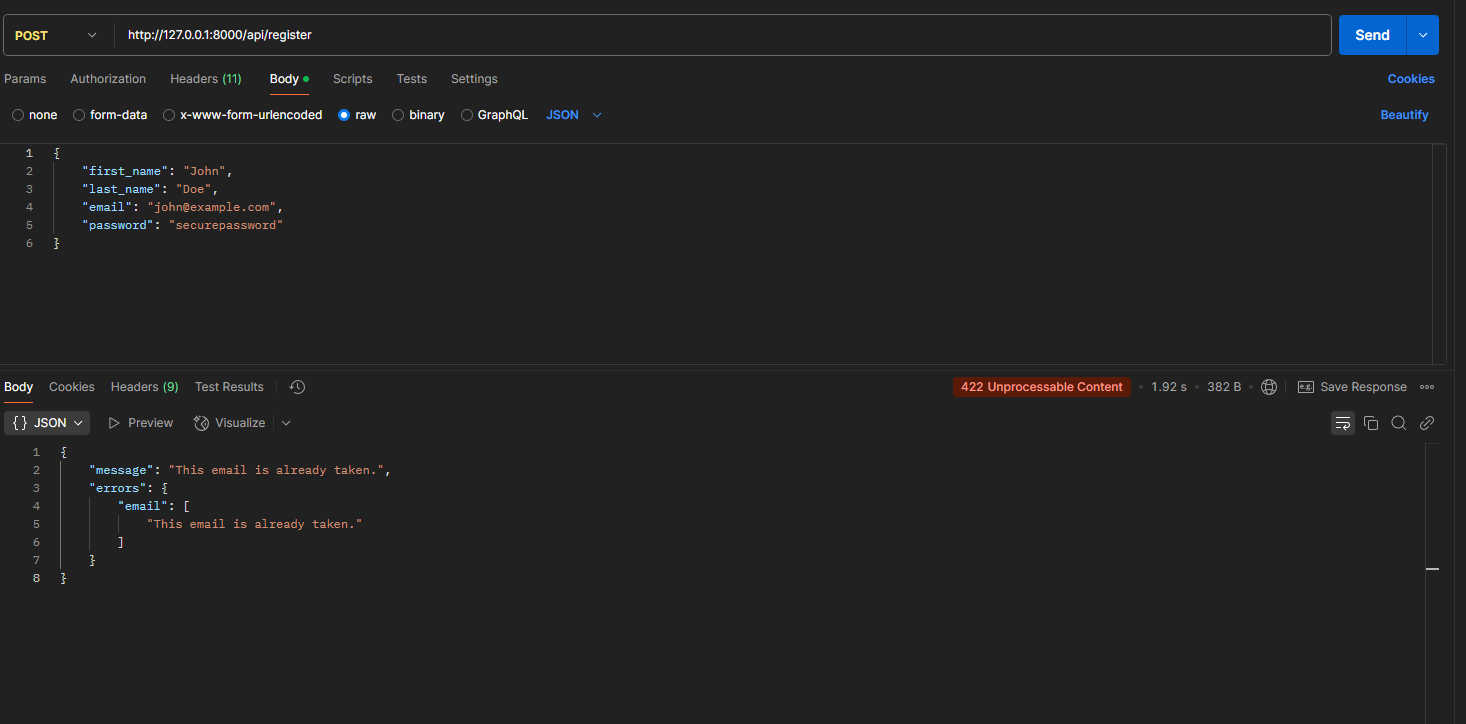 POST http://127.0.0.1:8000/api/register Send
Params Authorization Headers (11) Body Scripts Tests Settings Cookies
none form-data x-www-form-urlencoded raw binary GraphQL JSON Beautify
1 {
2 "first_name": "John",
3 "last_name": "Doe",
4 "email": "john@example.com",
5 "password": "securepassword"
6 }
Body Cookies Headers (9) Test Results 422 Unprocessable Content • 1.92 s • 382 B • e.g. Save Response
{ } JSON Preview Visualize
1 {
2 "message": "This email is already taken.",
3 "errors": {
4 "email": [
5 "This email is already taken."
6 ]
7 }
8 }